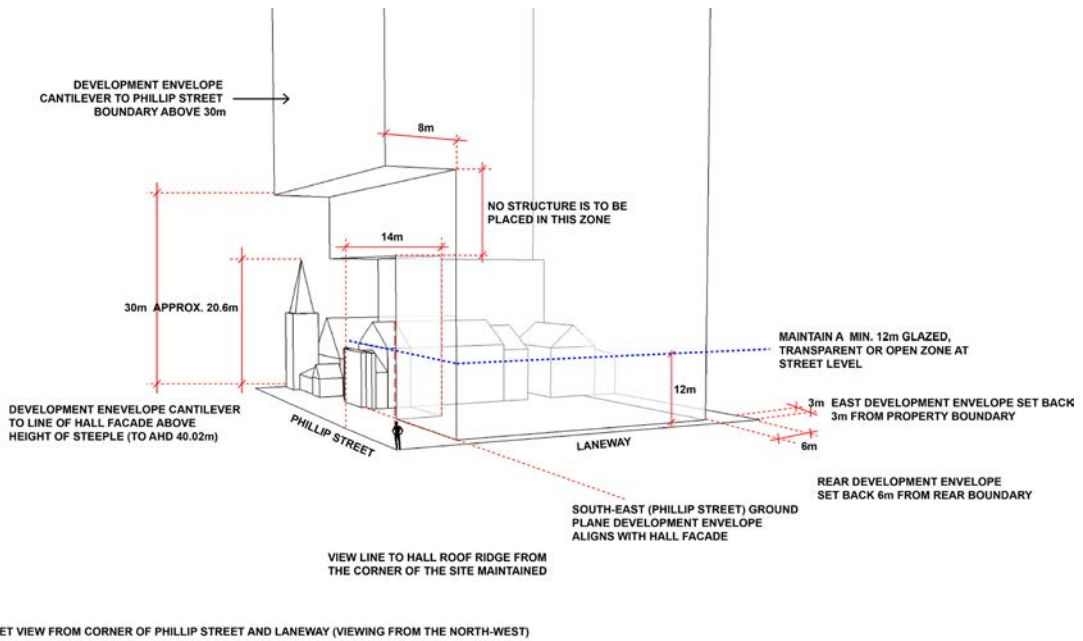 DEVELOPMENT ENVELOPE
CANTILEVER TO PHILLIP STREET
BOUNDARY ABOVE 30m
8m
NO STRUCTURE IS TO BE
PLACED IN THIS ZONE
14m
30m
APPROX. 20.6m
MAINTAIN A MIN. 12m GLAZED,
TRANSPARENT OR OPEN ZONE AT
STREET LEVEL
12m
3m
EAST DEVELOPMENT ENVELOPE SET BACK
3m FROM PROPERTY BOUNDARY
DEVELOPMENT ENEVELOPE CANTILEVER
TO LINE OF HALL FACADE ABOVE
HEIGHT OF STEEPLE (TO AHD 40.02m)
PHILLIP STREET
LANEWAY
6m
REAR DEVELOPMENT ENVELOPE
SET BACK 6m FROM REAR BOUNDARY
SOUTH-EAST (PHILLIP STREET) GROUND
PLANE DEVELOPMENT ENVELOPE
ALIGNS WITH HALL FACADE
VIEW LINE TO HALL ROOF RIDGE FROM
THE CORNER OF THE SITE MAINTAINED
ET VIEW FROM CORNER OF PHILLIP STREET AND LANEWAY (VIEWING FROM THE NORTH-WEST)